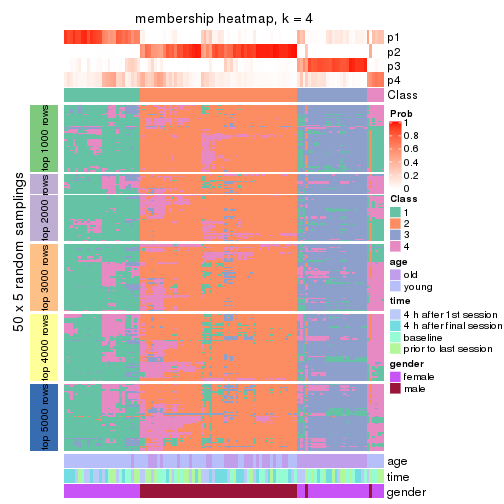 membership heatmap, k = 4
p1
p2
p3
p4
Class
50 x 5 random samplings
top 1000 rows
top 2000 rows
top 3000 rows
top 4000 rows
top 5000 rows
Prob
1
0.8
0.6
0.4
0.2
0
Class
1
2
3
4
age
old
young
time
4 h after 1st session
4 h after final session
baseline
prior to last session
gender
female
male
age
time
gender